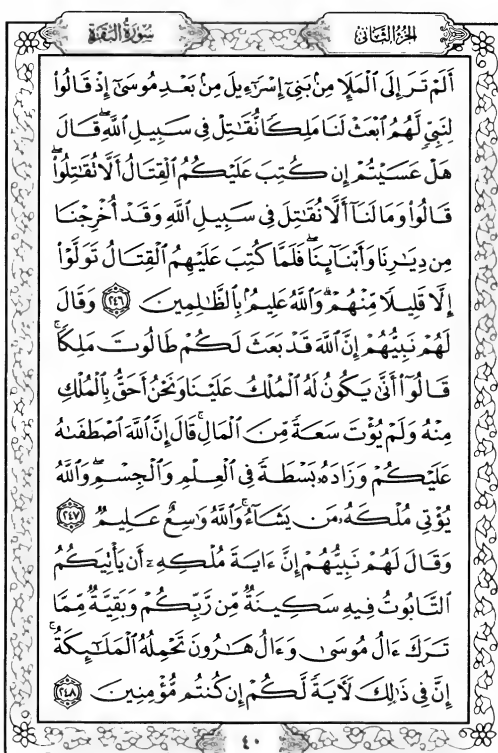 الجزء الثاني
سورة البقرة
أَلَمْ تَرَ إِلَى ٱلْمَلَإِ مِنۢ بَنِىٓ إِسْرَٰٓءِيلَ مِنۢ بَعْدِ مُوسَىٰٓ إِذْ قَالُوا۟
لِنَبِىٍّ لَّهُمُ ٱبْعَثْ لَنَا مَلِكًا نُّقَٰتِلْ فِى سَبِيلِ ٱللَّهِ ۖ قَالَ
هَلْ عَسَيْتُمْ إِن كُتِبَ عَلَيْكُمُ ٱلْقِتَالُ أَلَّا تُقَٰتِلُوا۟ ۖ
قَالُوا۟ وَمَا لَنَآ أَلَّا نُقَٰتِلَ فِى سَبِيلِ ٱللَّهِ وَقَدْ أُخْرِجْنَا
مِن دِيَٰرِنَا وَأَبْنَآئِنَا ۖ فَلَمَّا كُتِبَ عَلَيْهِمُ ٱلْقِتَالُ تَوَلَّوْا۟
إِلَّا قَلِيلًا مِّنْهُمْ ۗ وَٱللَّهُ عَلِيمٌۢ بِٱلظَّٰلِمِينَ ٢٤٦ وَقَالَ
لَهُمْ نَبِيُّهُمْ إِنَّ ٱللَّهَ قَدْ بَعَثَ لَكُمْ طَالُوتَ مَلِكًا ۚ
قَالُوٓا۟ أَنَّىٰ يَكُونُ لَهُ ٱلْمُلْكُ عَلَيْنَا وَنَحْنُ أَحَقُّ بِٱلْمُلْكِ
مِنْهُ وَلَمْ يُؤْتَ سَعَةً مِّنَ ٱلْمَالِ ۚ قَالَ إِنَّ ٱللَّهَ ٱصْطَفَىٰهُ
عَلَيْكُمْ وَزَادَهُۥ بَسْطَةً فِى ٱلْعِلْمِ وَٱلْجِسْمِ ۖ وَٱللَّهُ
يُؤْتِى مُلْكَهُۥ مَن يَشَآءُ ۚ وَٱللَّهُ وَٰسِعٌ عَلِيمٌ ٢٤٧
وَقَالَ لَهُمْ نَبِيُّهُمْ إِنَّ ءَايَةَ مُلْكِهِۦٓ أَن يَأْتِيَكُمُ
ٱلتَّابُوتُ فِيهِ سَكِينَةٌ مِّن رَّبِّكُمْ وَبَقِيَّةٌ مِّمَّا
تَرَكَ ءَالُ مُوسَىٰ وَءَالُ هَٰرُونَ تَحْمِلُهُ ٱلْمَلَٰٓئِكَةُ ۚ
إِنَّ فِى ذَٰلِكَ لَءَايَةً لَّكُمْ إِن كُنتُم مُّؤْمِنِينَ ٢٤٨
٤٠